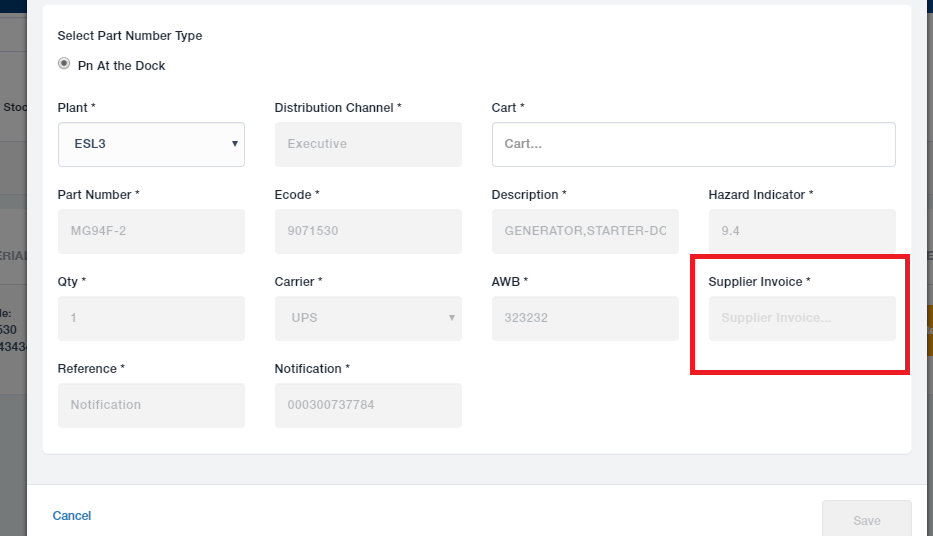 Select Part Number Type
Pn At the Dock
Stoc
Plant *
Distribution Channel *
Cart *
ESL3
Executive
Cart...
Part Number *
Ecode *
Description *
Hazard Indicator *
MG94F-2
9071530
GENERATOR,STARTER-DC
9.4
ERIAL
Qty *
Carrier *
AWB *
Supplier Invoice *
1
UPS
323232
Supplier Invoice...
de:
530
4343
Reference *
Notification *
Notification
000300737784
Cancel
Save